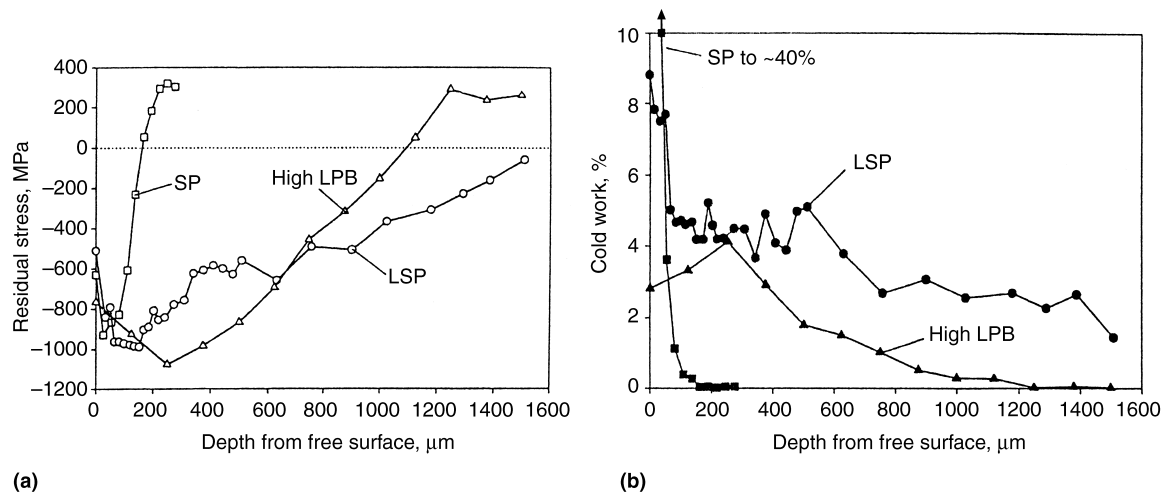 400
200
0
−200
−400
−600
−800
−1000
−1200
Residual stress, MPa
SP
High LPB
LSP
0 200 400 600 800 1000 1200 1400 1600
Depth from free surface, μm
(a)
10
8
6
4
2
0
Cold work, %
SP to ~40%
LSP
High LPB
0 200 400 600 800 1000 1200 1400 1600
Depth from free surface, μm
(b)